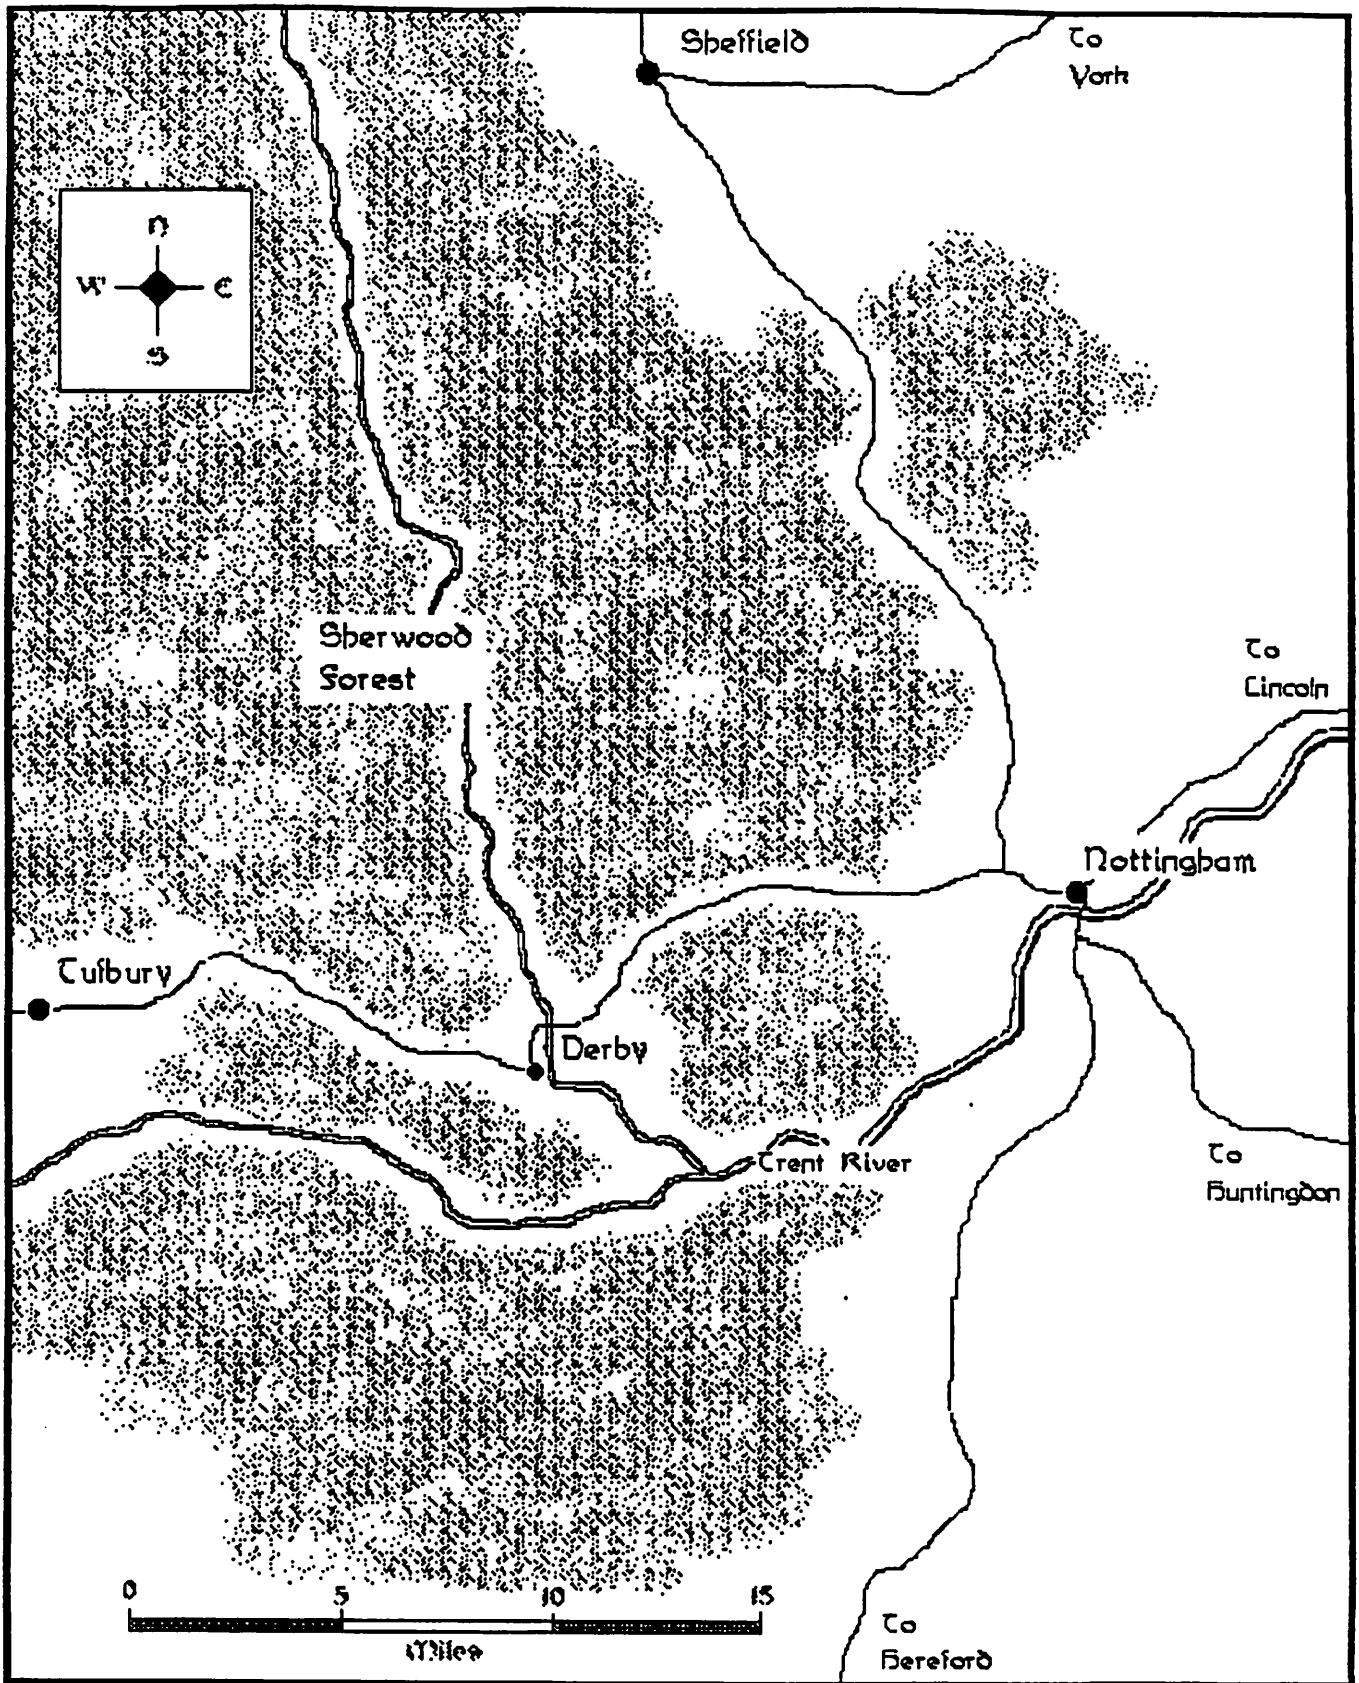 Sheffield
To
York
N
W
E
S
Sherwood
Forest
To
Lincoln
Nottingham
Tutbury
Derby
Trent River
To
Huntingdon
0 5 10 15
Miles
To
Hereford